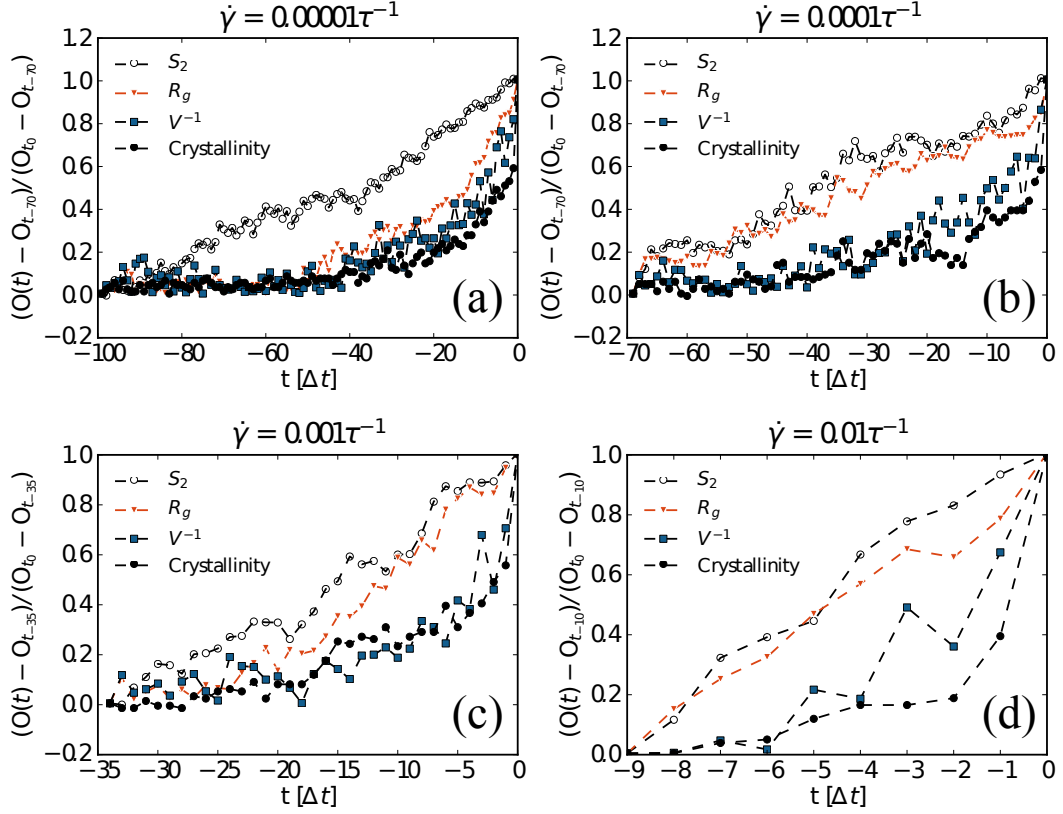 γ̇ = 0.00001τ⁻¹
(O(t) − O_{t₋₇₀})/(O_{t₀} − O_{t₋₇₀})
1.2
1.0
0.8
0.6
0.4
0.2
0.0
−0.2
S₂
R_g
V⁻¹
Crystallinity
(a)
−100 −80 −60 −40 −20 0
t [Δt]
γ̇ = 0.0001τ⁻¹
(O(t) − O_{t₋₇₀})/(O_{t₀} − O_{t₋₇₀})
1.2
1.0
0.8
0.6
0.4
0.2
0.0
−0.2
S₂
R_g
V⁻¹
Crystallinity
(b)
−70 −60 −50 −40 −30 −20 −10 0
t [Δt]
γ̇ = 0.001τ⁻¹
(O(t) − O_{t₋₃₅})/(O_{t₀} − O_{t₋₃₅})
1.0
0.8
0.6
0.4
0.2
0.0
−0.2
S₂
R_g
V⁻¹
Crystallinity
(c)
−35 −30 −25 −20 −15 −10 −5 0
t [Δt]
γ̇ = 0.01τ⁻¹
(O(t) − O_{t₋₁₀})/(O_{t₀} − O_{t₋₁₀})
1.0
0.8
0.6
0.4
0.2
0.0
S₂
R_g
V⁻¹
Crystallinity
(d)
−9 −8 −7 −6 −5 −4 −3 −2 −1 0
t [Δt]